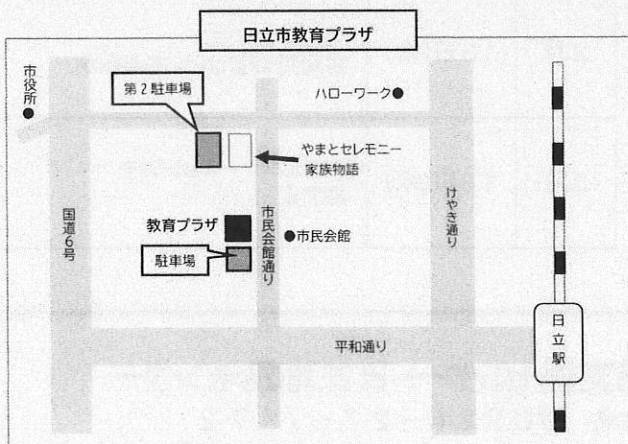 日立市教育プラザ
市役所
第2駐車場
ハローワーク
やまとセレモニー
家族物語
国道6号
教育プラザ
駐車場
市民会館通り
市民会館
けやき通り
平和通り
日立駅